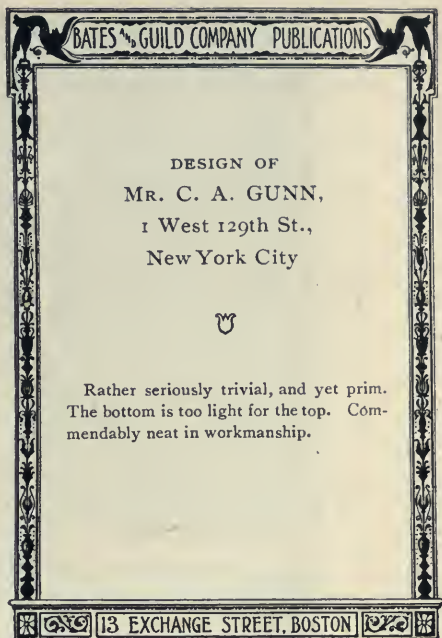 BATES AND GUILD COMPANY PUBLICATIONS
DESIGN OF
MR. C. A. GUNN,
1 West 129th St.,
New York City
Rather seriously trivial, and yet prim.
The bottom is too light for the top. Com-
mendably neat in workmanship.
13 EXCHANGE STREET, BOSTON